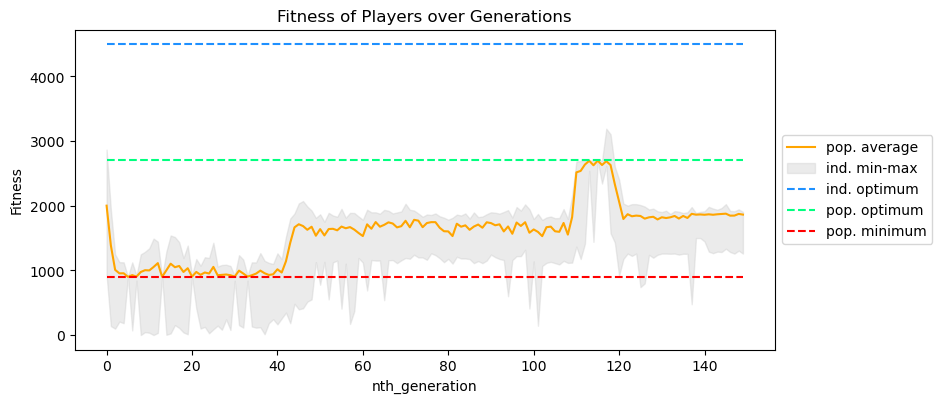 Fitness of Players over Generations
Fitness
4000
3000
2000
1000
0
0
20
40
60
80
100
120
140
nth_generation
pop. average
ind. min-max
ind. optimum
pop. optimum
pop. minimum